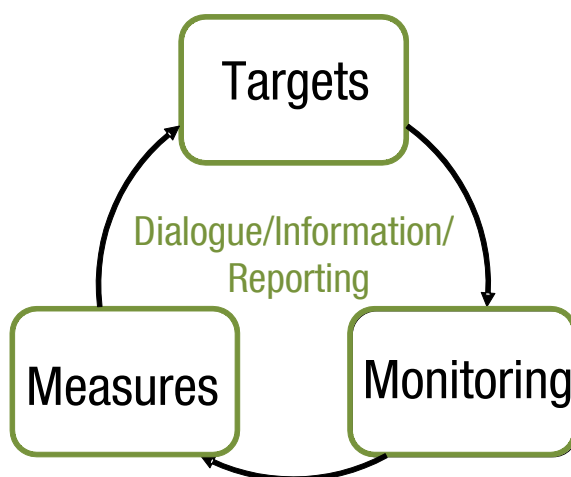 Targets
Dialogue/Information/
Reporting
Measures
Monitoring